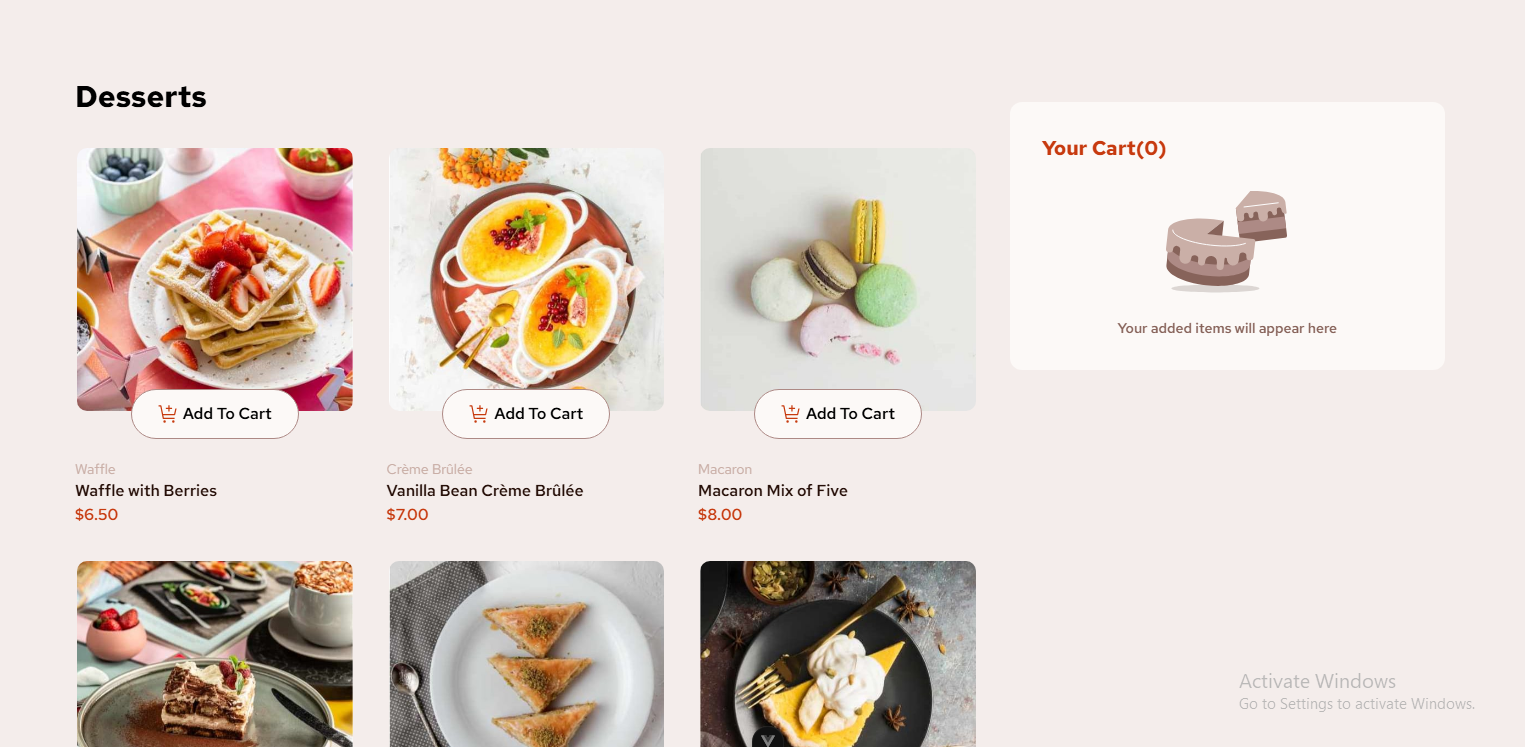 Desserts
Your Cart(0)
Your added items will appear here
Add To Cart
Add To Cart
Add To Cart
Waffle
Waffle with Berries
$6.50
Crème Brûlée
Vanilla Bean Crème Brûlée
$7.00
Macaron
Macaron Mix of Five
$8.00
Activate Windows
Go to Settings to activate Windows.